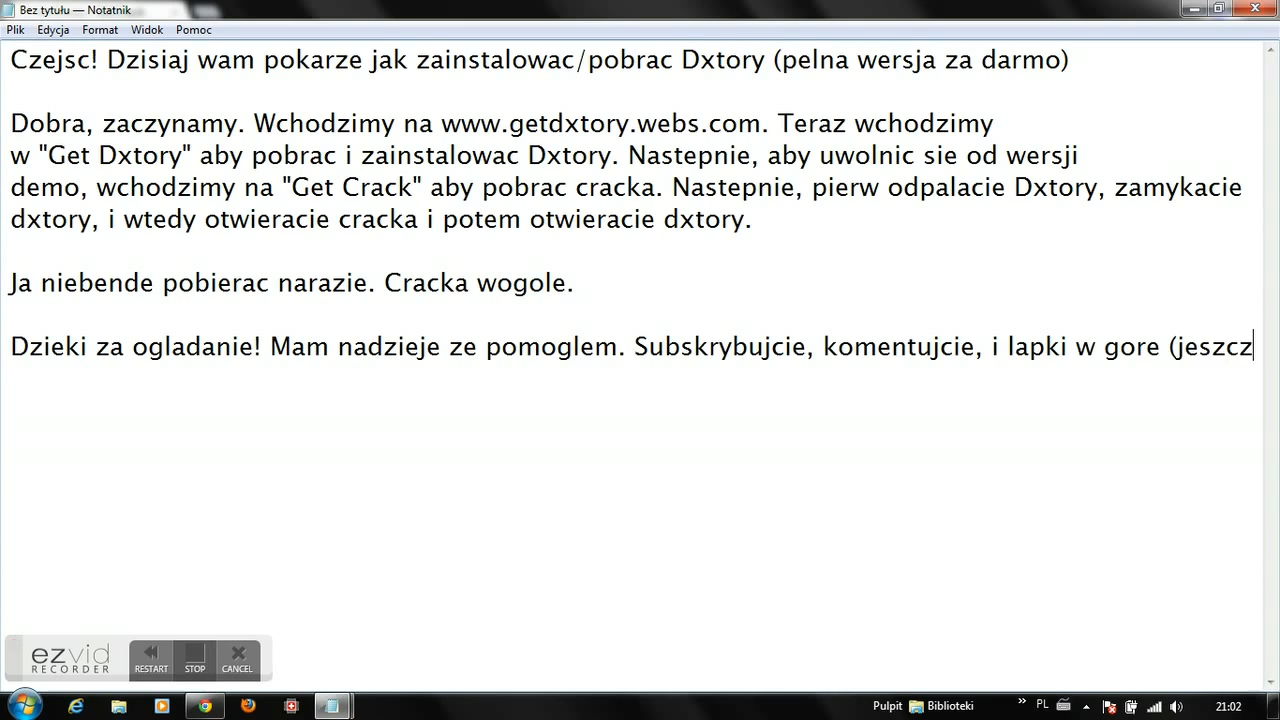 Bez tytułu — Notatnik
Plik Edycja Format Widok Pomoc
Czejsc! Dzisiaj wam pokarze jak zainstalowac/pobrac Dxtory (pelna wersja za darmo)
Dobra, zaczynamy. Wchodzimy na www.getdxtory.webs.com. Teraz wchodzimy
w "Get Dxtory" aby pobrac i zainstalowac Dxtory. Nastepnie, aby uwolnic sie od wersji
demo, wchodzimy na "Get Crack" aby pobrac cracka. Nastepnie, pierw odpalacie Dxtory, zamykacie
dxtory, i wtedy otwieracie cracka i potem otwieracie dxtory.
Ja niebende pobierac narazie. Cracka wogole.
Dzieki za ogladanie! Mam nadzieje ze pomoglem. Subskrybujcie, komentujcie, i lapki w gore (jeszcz
ezvid
RECORDER
RESTART STOP CANCEL
Pulpit Biblioteki » PL 21:02